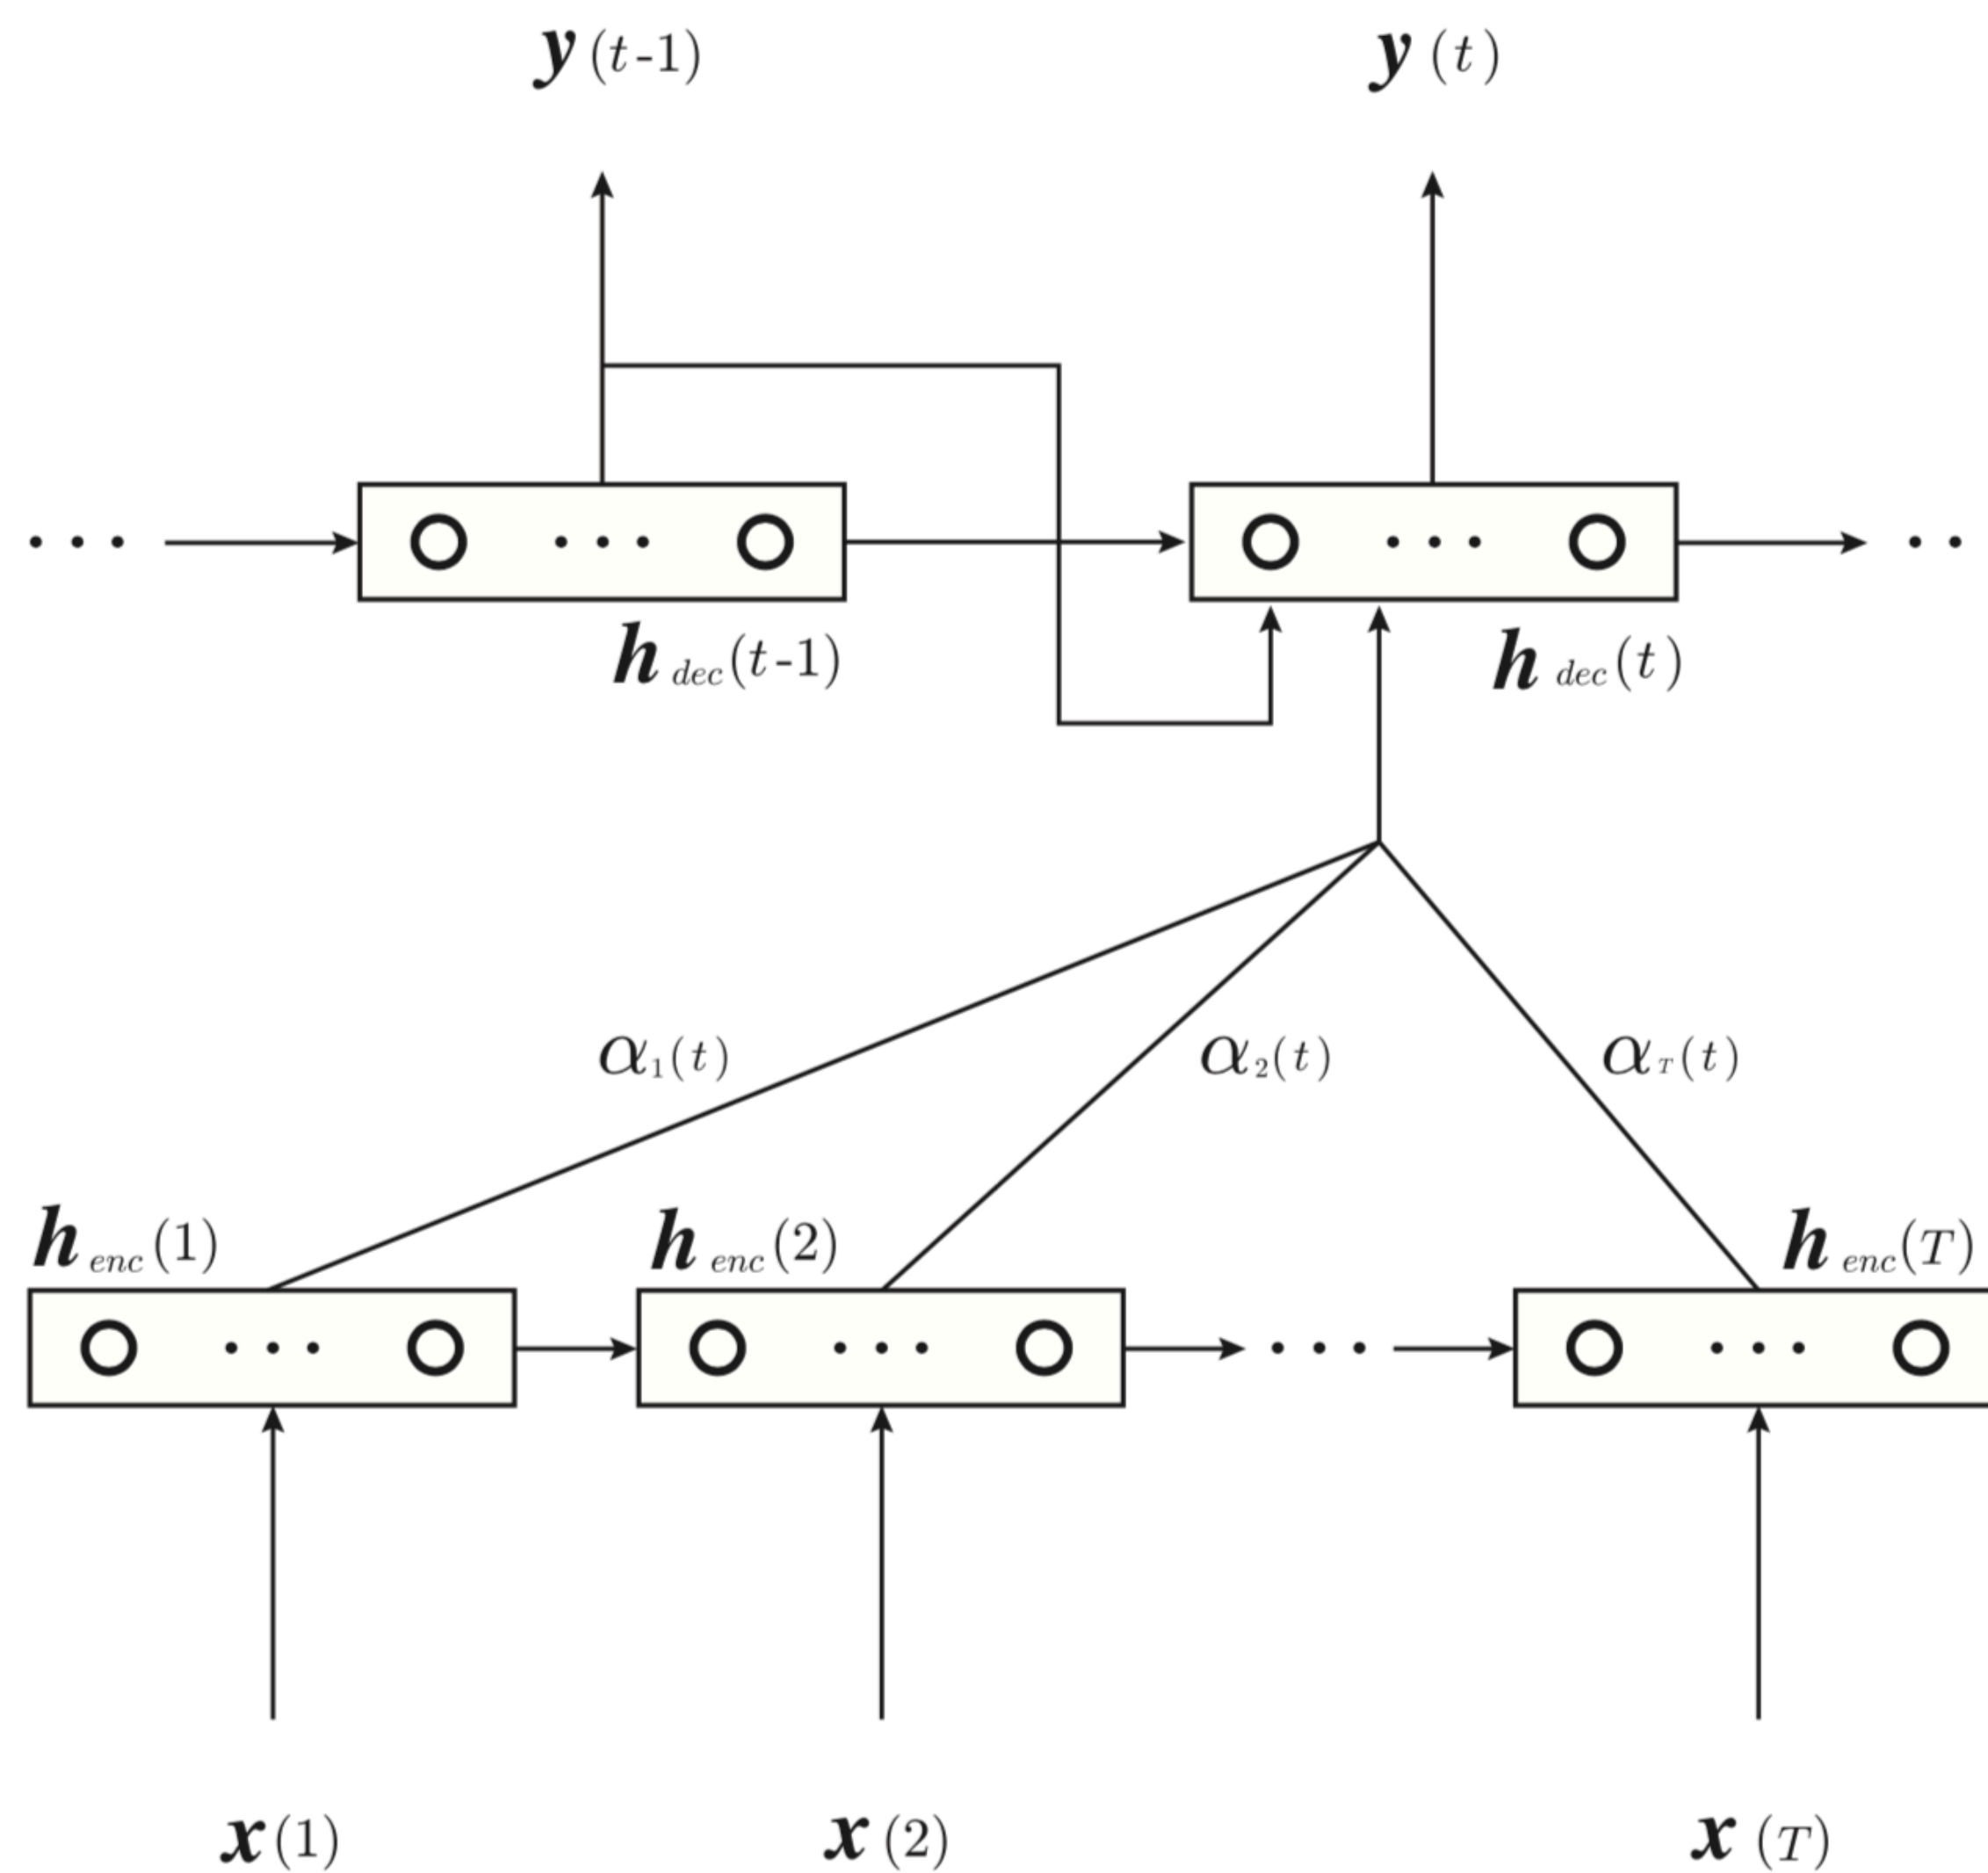 y (t-1) y (t)
h dec(t-1) h dec(t)
α1(t) α2(t) αT(t)
h enc(1) h enc(2) h enc(T)
x(1) x(2) x(T)